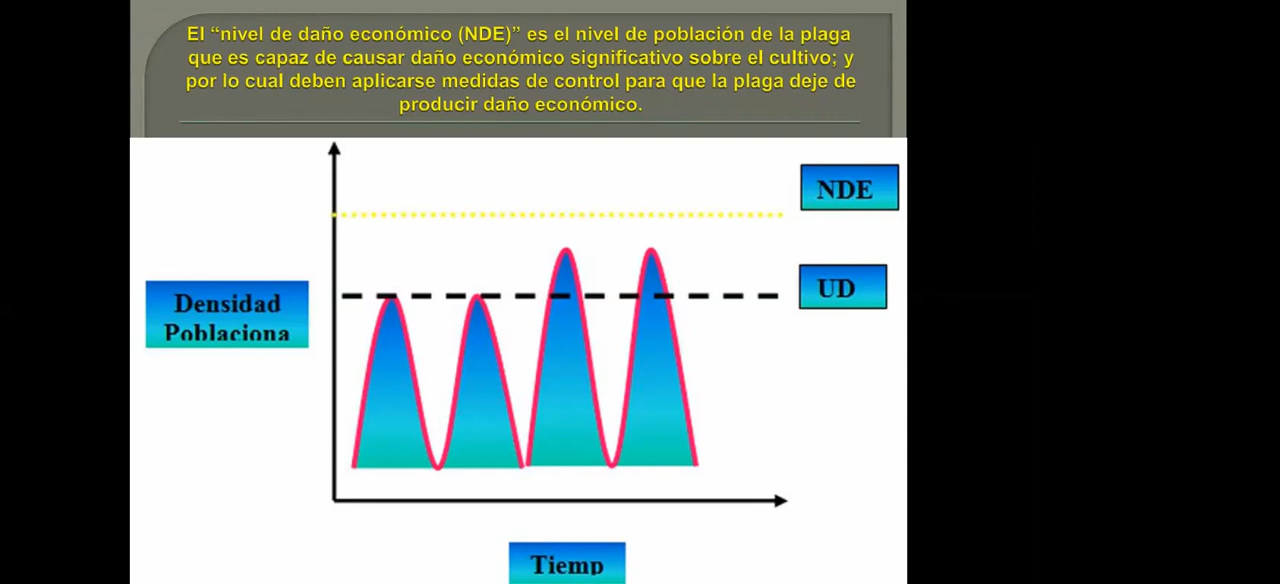 El “nivel de daño económico (NDE)” es el nivel de población de la plaga
que es capaz de causar daño económico significativo sobre el cultivo; y
por lo cual deben aplicarse medidas de control para que la plaga deje de
producir daño económico.
NDE
UD
Densidad
Poblaciona
Tiemp